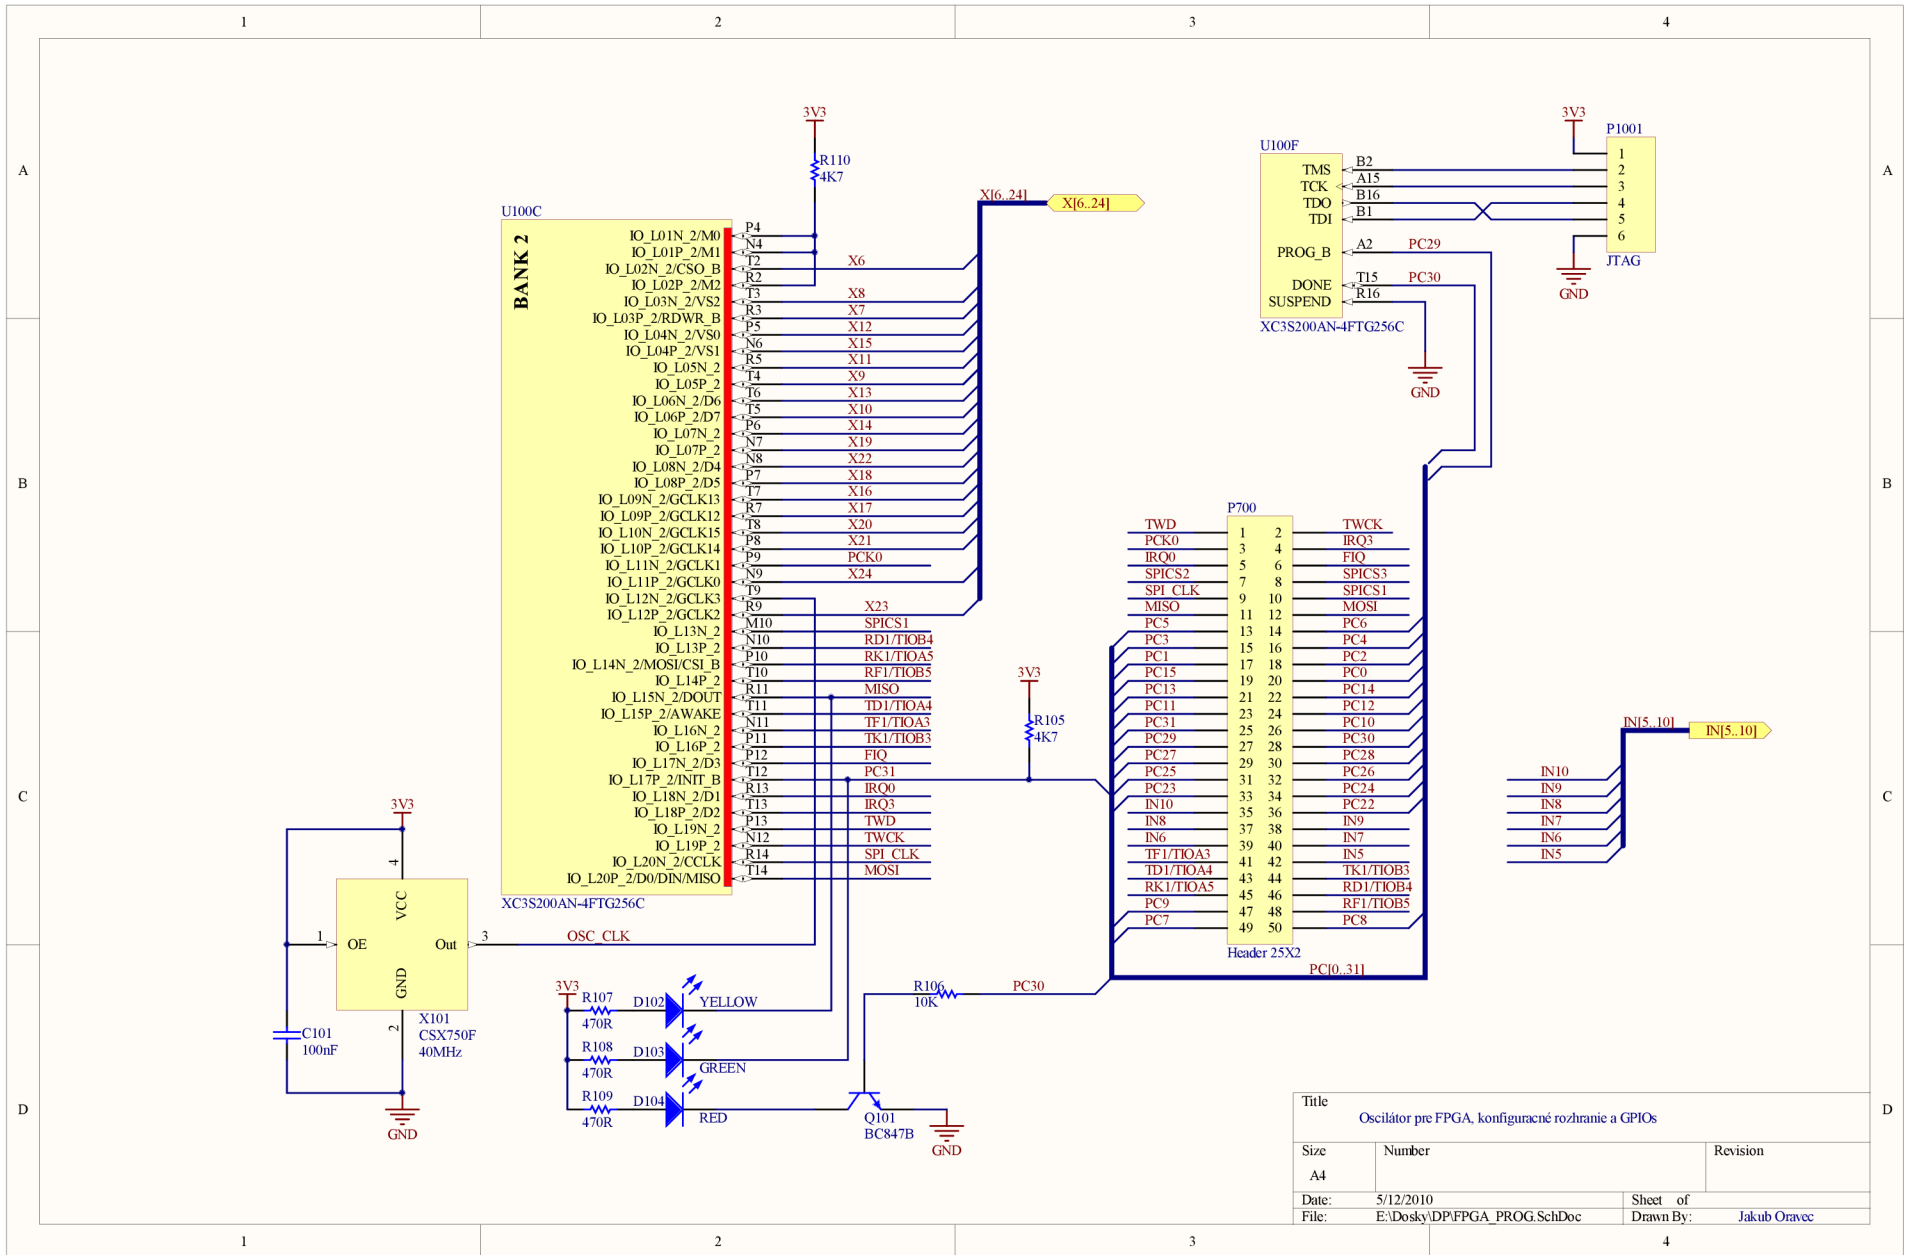 1 2 3 4
A A
B B
C C
D D
1 2 3 4
3V3
R110
4K7
U100C
BANK 2
IO_L01N_2/M0 P4
IO_L01P_2/M1 N4
IO_L02N_2/CSO_B T2 X6
IO_L02P_2/M2 R2
IO_L03N_2/VS2 T3 X8
IO_L03P_2/RDWR_B R3 X7
IO_L04N_2/VS0 P5 X12
IO_L04P_2/VS1 N6 X15
IO_L05N_2 R5 X11
IO_L05P_2 T4 X9
IO_L06N_2/D6 T6 X13
IO_L06P_2/D7 T5 X10
IO_L07N_2 P6 X14
IO_L07P_2 N7 X19
IO_L08N_2/D4 N8 X22
IO_L08P_2/D5 P7 X18
IO_L09N_2/GCLK13 T7 X16
IO_L09P_2/GCLK12 R7 X17
IO_L10N_2/GCLK15 T8 X20
IO_L10P_2/GCLK14 P8 X21
IO_L11N_2/GCLK1 P9 PCK0
IO_L11P_2/GCLK0 N9 X24
IO_L12N_2/GCLK3 T9
IO_L12P_2/GCLK2 R9 X23
IO_L13N_2 M10 SPICS1
IO_L13P_2 N10 RD1/TIOB4
IO_L14N_2/MOSI/CSI_B P10 RK1/TIOA5
IO_L14P_2 T10 RF1/TIOB5
IO_L15N_2/DOUT R11 MISO
IO_L15P_2/AWAKE T11 TD1/TIOA4
IO_L16N_2 N11 TF1/TIOA3
IO_L16P_2 P11 TK1/TIOB3
IO_L17N_2/D3 P12 FIQ
IO_L17P_2/INIT_B T12 PC31
IO_L18N_2/D1 R13 IRQ0
IO_L18P_2/D2 T13 IRQ3
IO_L19N_2 P13 TWD
IO_L19P_2 N12 TWCK
IO_L20N_2/CCLK R14 SPI_CLK
IO_L20P_2/D0/DIN/MISO T14 MOSI
XC3S200AN-4FTG256C
X[6..24] X[6..24]
3V3
R105
4K7
U100F
TMS B2
TCK A15
TDO B16
TDI B1
PROG_B A2 PC29
DONE T15 PC30
SUSPEND R16
XC3S200AN-4FTG256C
GND
3V3
P1001
1
2
3
4
5
6
JTAG
GND
P700
TWD 1 2 TWCK
PCK0 3 4 IRQ3
IRQ0 5 6 FIQ
SPICS2 7 8 SPICS3
SPI_CLK 9 10 SPICS1
MISO 11 12 MOSI
PC5 13 14 PC6
PC3 15 16 PC4
PC1 17 18 PC2
PC15 19 20 PC0
PC13 21 22 PC14
PC11 23 24 PC12
PC31 25 26 PC10
PC29 27 28 PC30
PC27 29 30 PC28
PC25 31 32 PC26
PC23 33 34 PC24
IN10 35 36 PC22
IN8 37 38 IN9
IN6 39 40 IN7
TF1/TIOA3 41 42 IN5
TD1/TIOA4 43 44 TK1/TIOB3
RK1/TIOA5 45 46 RD1/TIOB4
PC9 47 48 RF1/TIOB5
PC7 49 50 PC8
Header 25X2
PC[0..31]
IN[5..10] IN[5..10]
IN10
IN9
IN8
IN7
IN6
IN5
3V3
4
VCC
1 OE Out 3 OSC_CLK
GND
2
X101
CSX750F
40MHz
C101
100nF
GND
3V3
R107 D102 YELLOW
470R
R108 D103 GREEN
470R
R109 D104 RED
470R
R106 PC30
10K
Q101
BC847B
GND
Title
Oscilátor pre FPGA, konfiguracné rozhranie a GPIOs
Size Number Revision
A4
Date: 5/12/2010 Sheet of
File: E:\Dosky\DP\FPGA_PROG.SchDoc Drawn By: Jakub Oravec